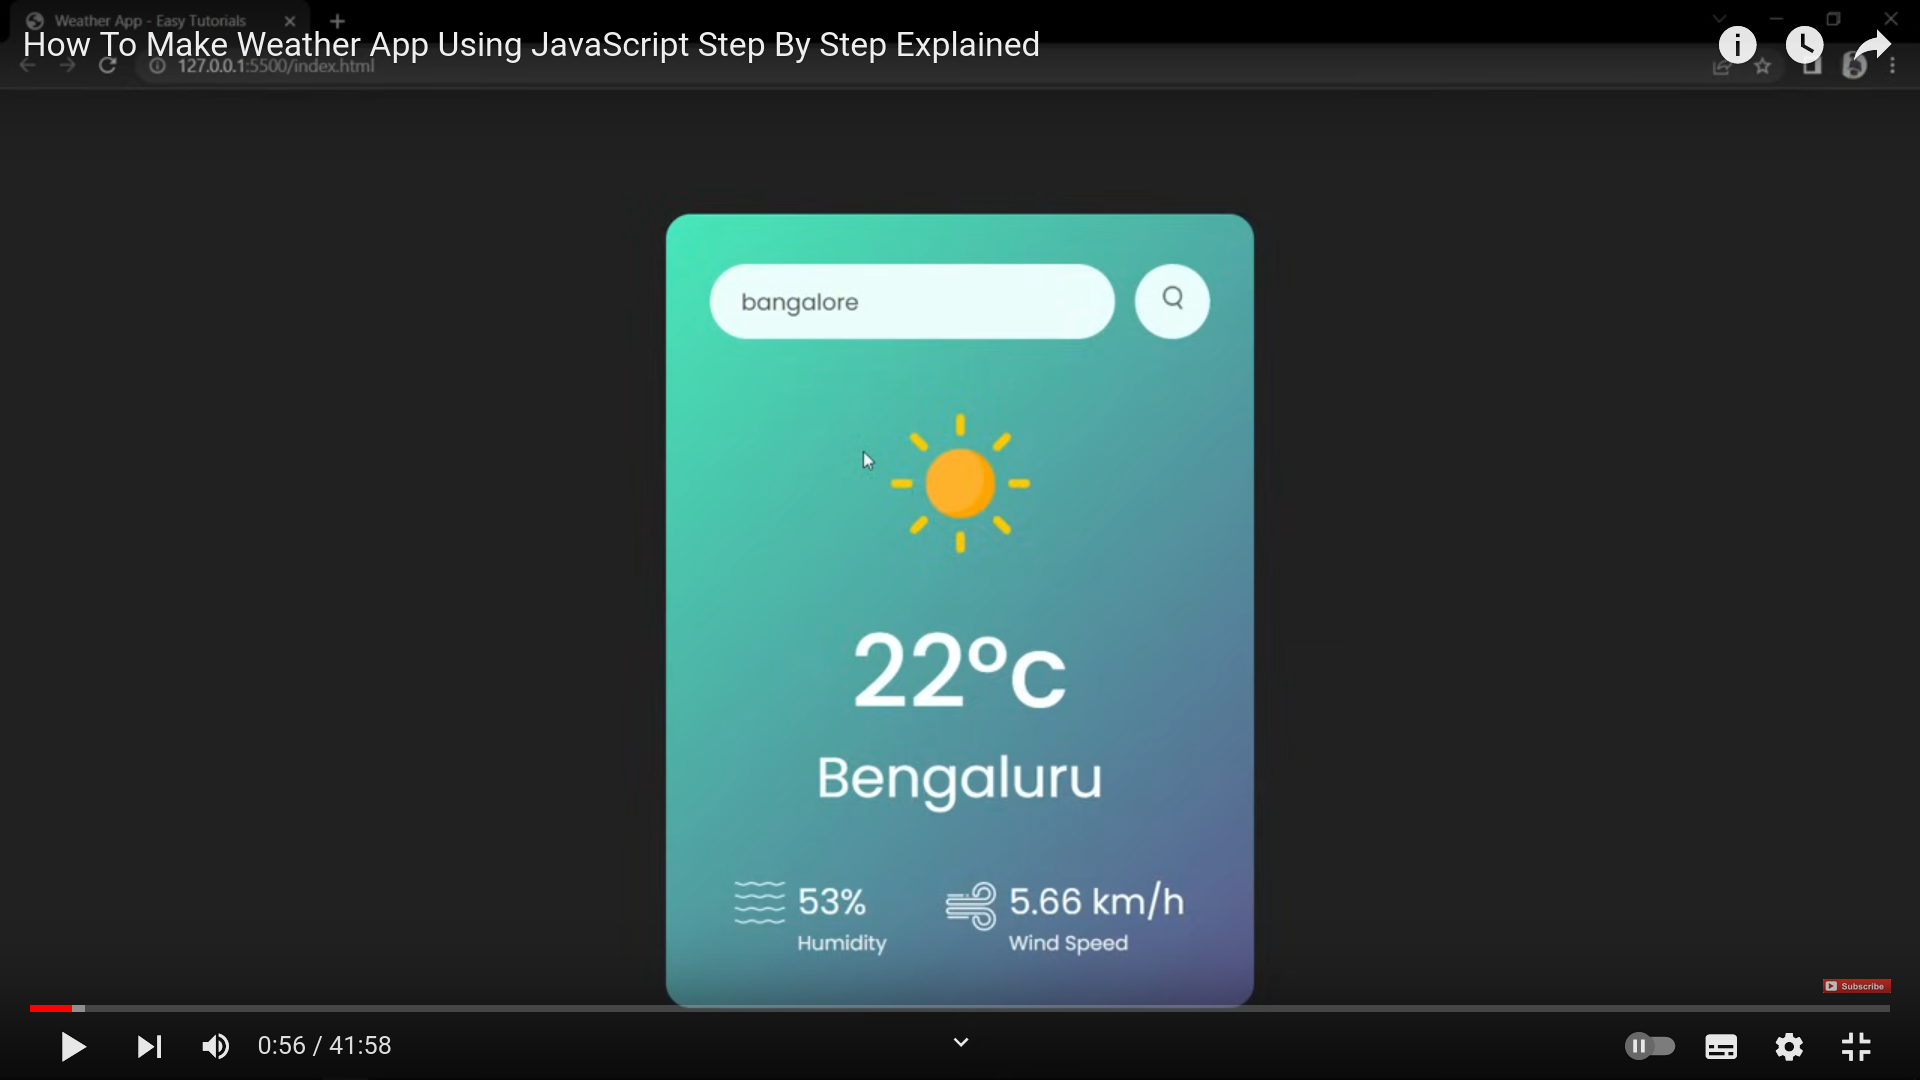 Weather App - Easy Tutorials
How To Make Weather App Using JavaScript Step By Step Explained
127.0.0.1:5500/index.html
bangalore
22°c
Bengaluru
53%
Humidity
5.66 km/h
Wind Speed
Subscribe
0:56 / 41:58